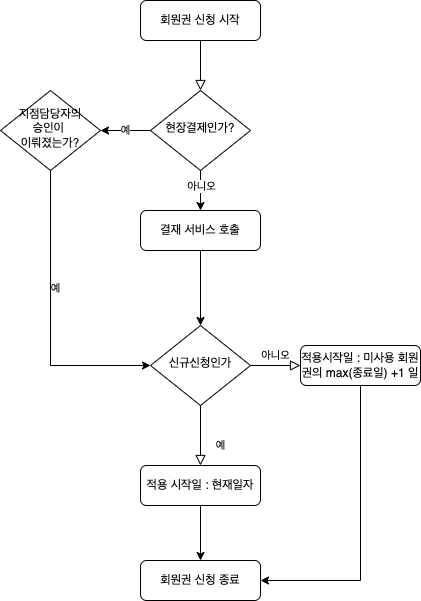 회원권 신청 시작
지점담당자의
승인이
이뤄졌는가?
예
현장결제인가?
아니오
결재 서비스 호출
예
신규신청인가
아니오
적용시작일 : 미사용 회원
권의 max(종료일) +1 일
예
적용 시작일 : 현재일자
회원권 신청 종료